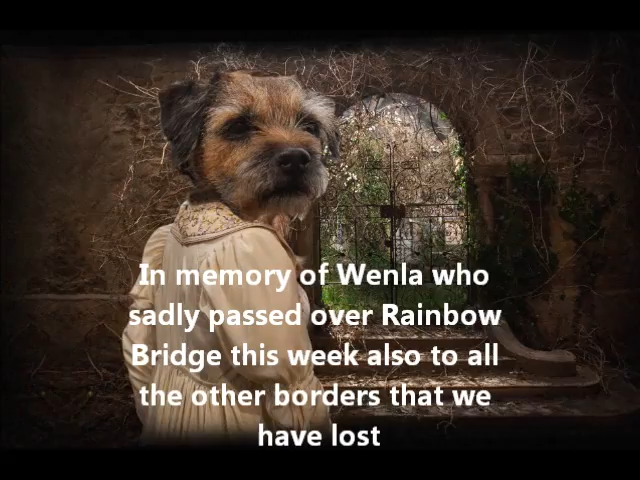 In memory of Wenla who
sadly passed over Rainbow
Bridge this week also to all
the other borders that we
have lost